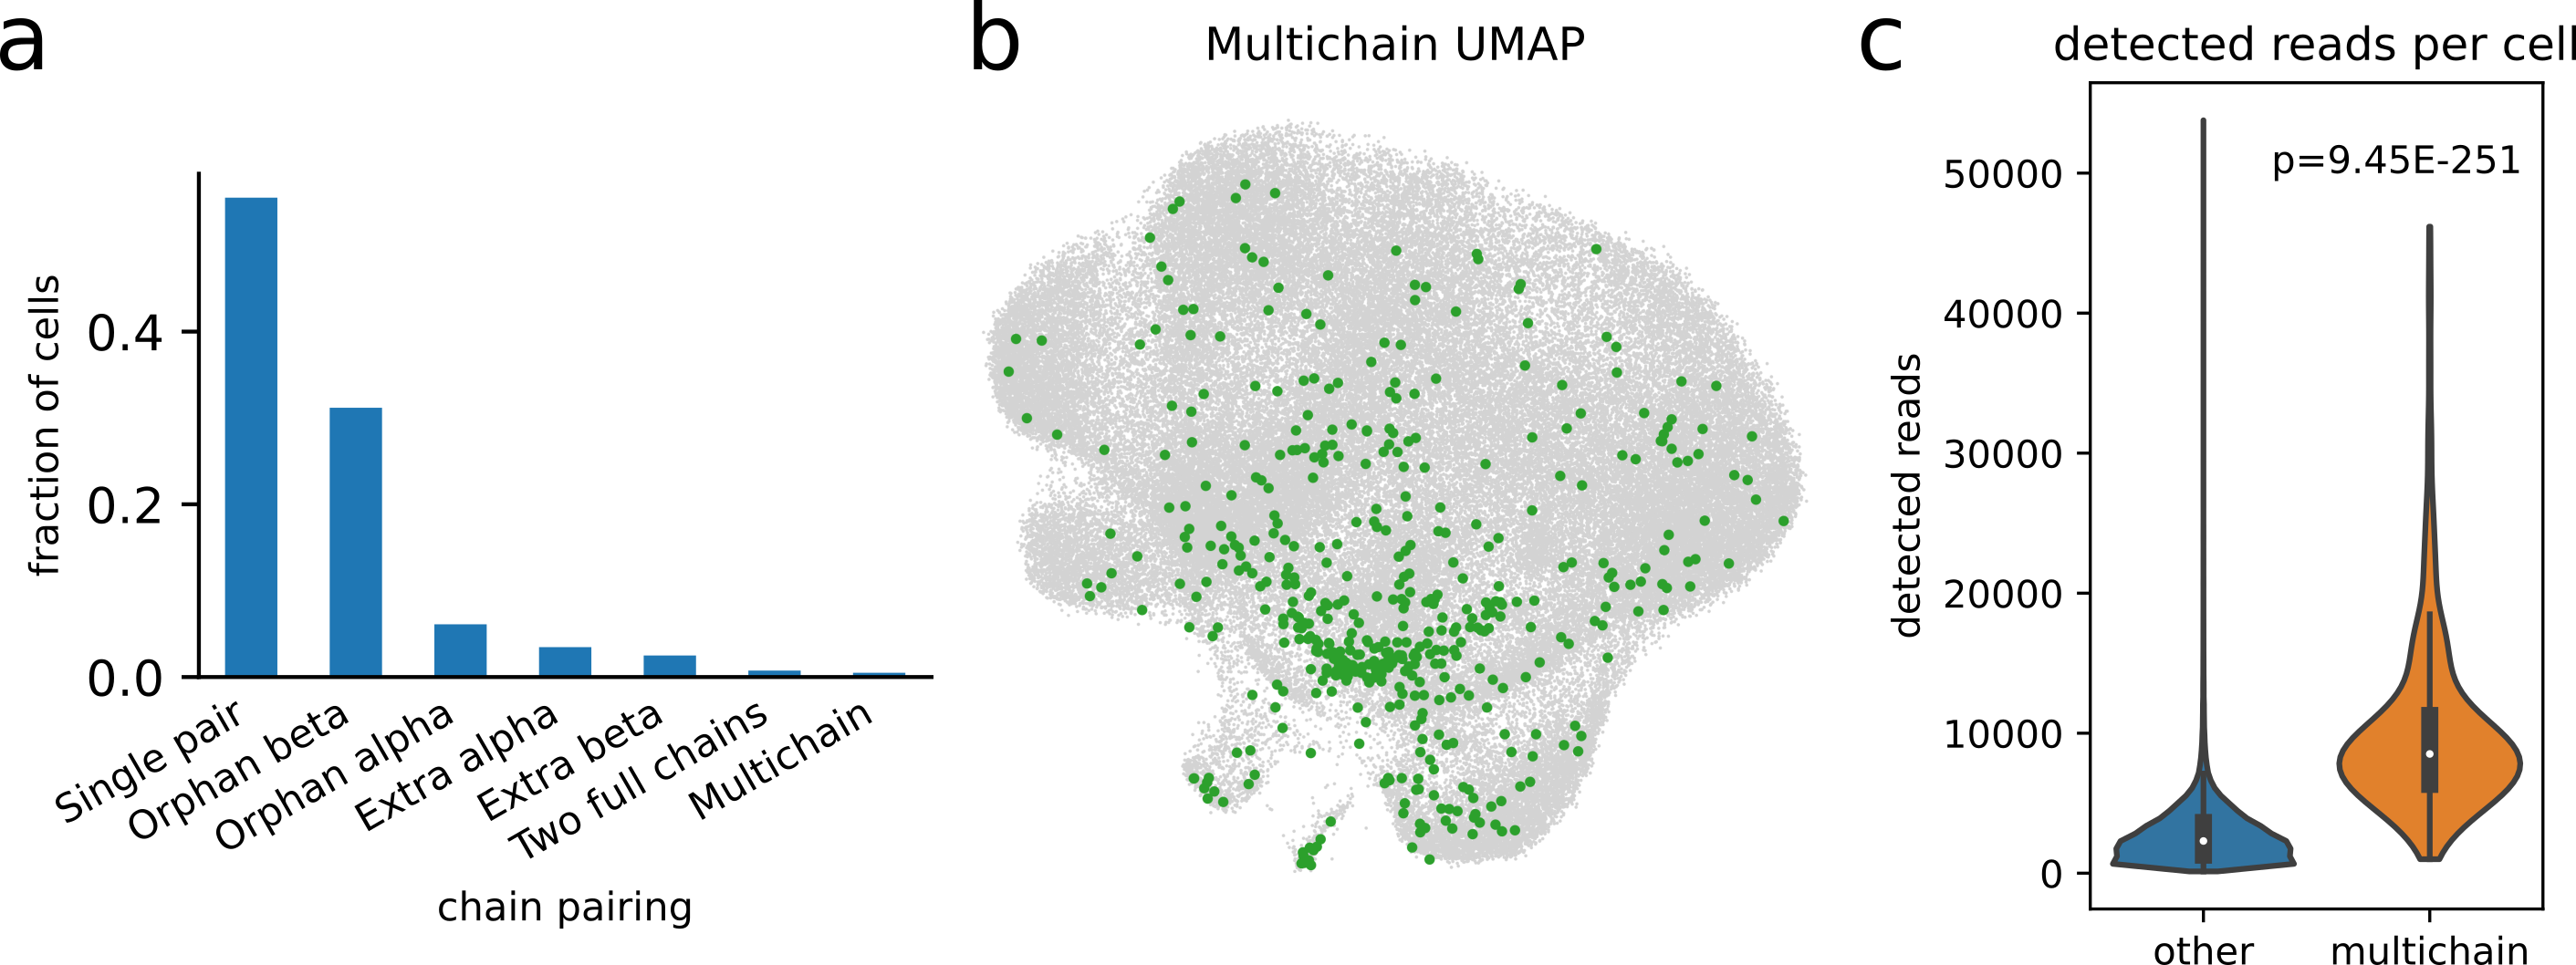 a
fraction of cells
0.4
0.2
0.0
Single pair
Orphan beta
Orphan alpha
Extra alpha
Extra beta
Two full chains
Multichain
chain pairing
b
Multichain UMAP
c
detected reads per cell
detected reads
50000
40000
30000
20000
10000
0
p=9.45E-251
other
multichain